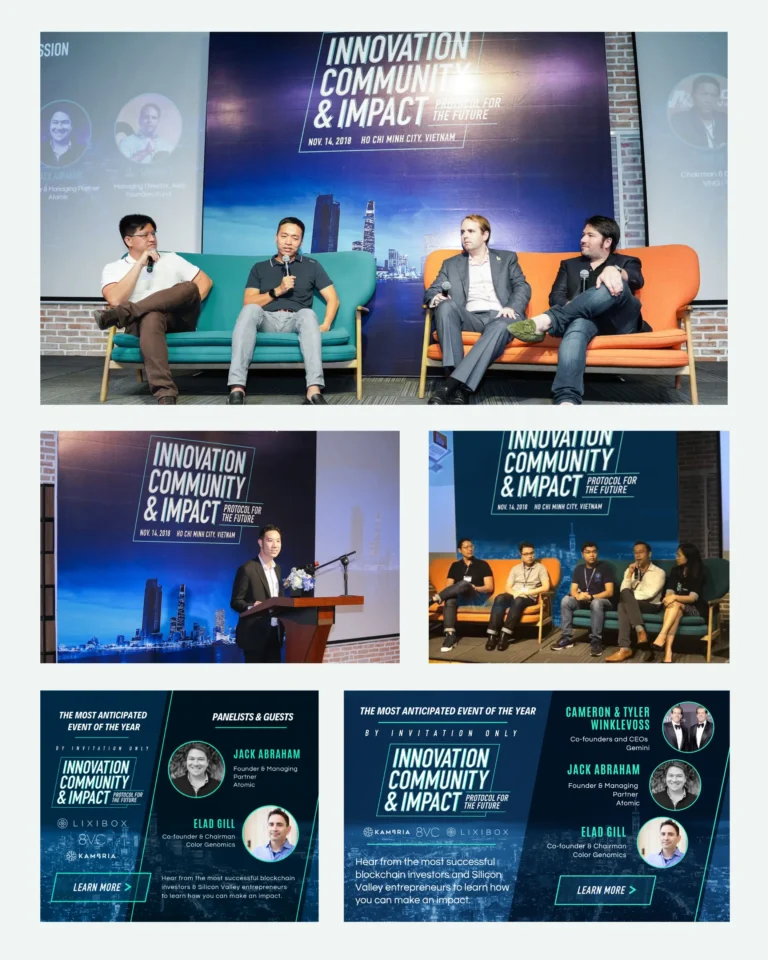 SSION
& Managing Partner
Atomic
INNOVATION
COMMUNITY
& IMPACT
PROTOCOL FOR
THE FUTURE
NOV. 14, 2018 HO CHI MINH CITY, VIETNAM
INNOVATION
COMMUNITY
& IMPACT
PROTOCOL FOR
THE FUTURE
NOV. 14, 2018 HO CHI MINH CITY, VIETNAM
INNOVATION
COMMUNITY
& IMPACT
PROTOCOL FOR
THE FUTURE
NOV. 14, 2018 HO CHI MINH CITY, VIETNAM
THE MOST ANTICIPATED
EVENT OF THE YEAR
BY INVITATION ONLY
INNOVATION
COMMUNITY
& IMPACT
PROTOCOL FOR
THE FUTURE
LIXIBOX
8VC
KAMBRIA
LEARN MORE >
PANELISTS & GUESTS
JACK ABRAHAM
Founder & Managing
Partner
Atomic
ELAD GILL
Co-founder & Chairman
Color Genomics
Hear from the most successful blockchain
investors & Silicon Valley entrepreneurs
to learn how you can make an impact.
THE MOST ANTICIPATED EVENT OF THE YEAR
BY INVITATION ONLY
INNOVATION
COMMUNITY
& IMPACT
PROTOCOL FOR
THE FUTURE
KAMBRIA 8VC LIXIBOX
Hear from the most successful
blockchain investors and Silicon
Valley entrepreneurs to learn how
you can make an impact.
CAMERON & TYLER
WINKLEVOSS
Co-founders and CEOs
Gemini
JACK ABRAHAM
Founder & Managing
Partner
Atomic
ELAD GILL
Co-founder & Chairman
Color Genomics
LEARN MORE >